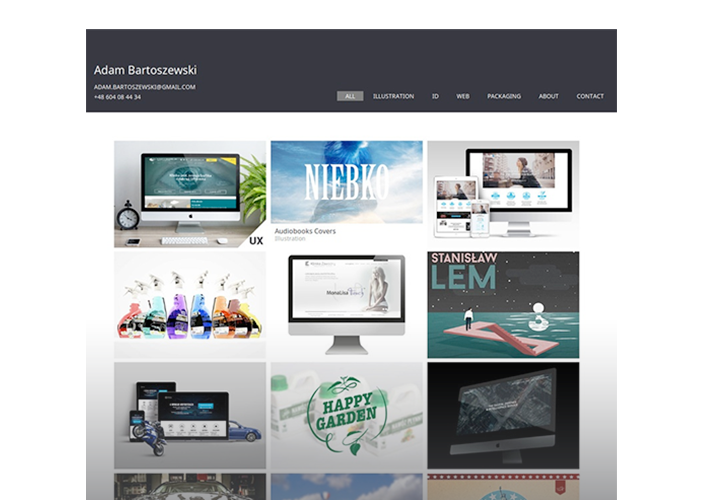 Adam Bartoszewski
ADAM.BARTOSZEWSKI@GMAIL.COM
+48 604 08 44 34
ALL ILLUSTRATION ID WEB PACKAGING ABOUT CONTACT
UX
NIEBKO
Audiobooks Covers
Illustration
MonaLisa
STANISŁAW
LEM
HAPPY
GARDEN